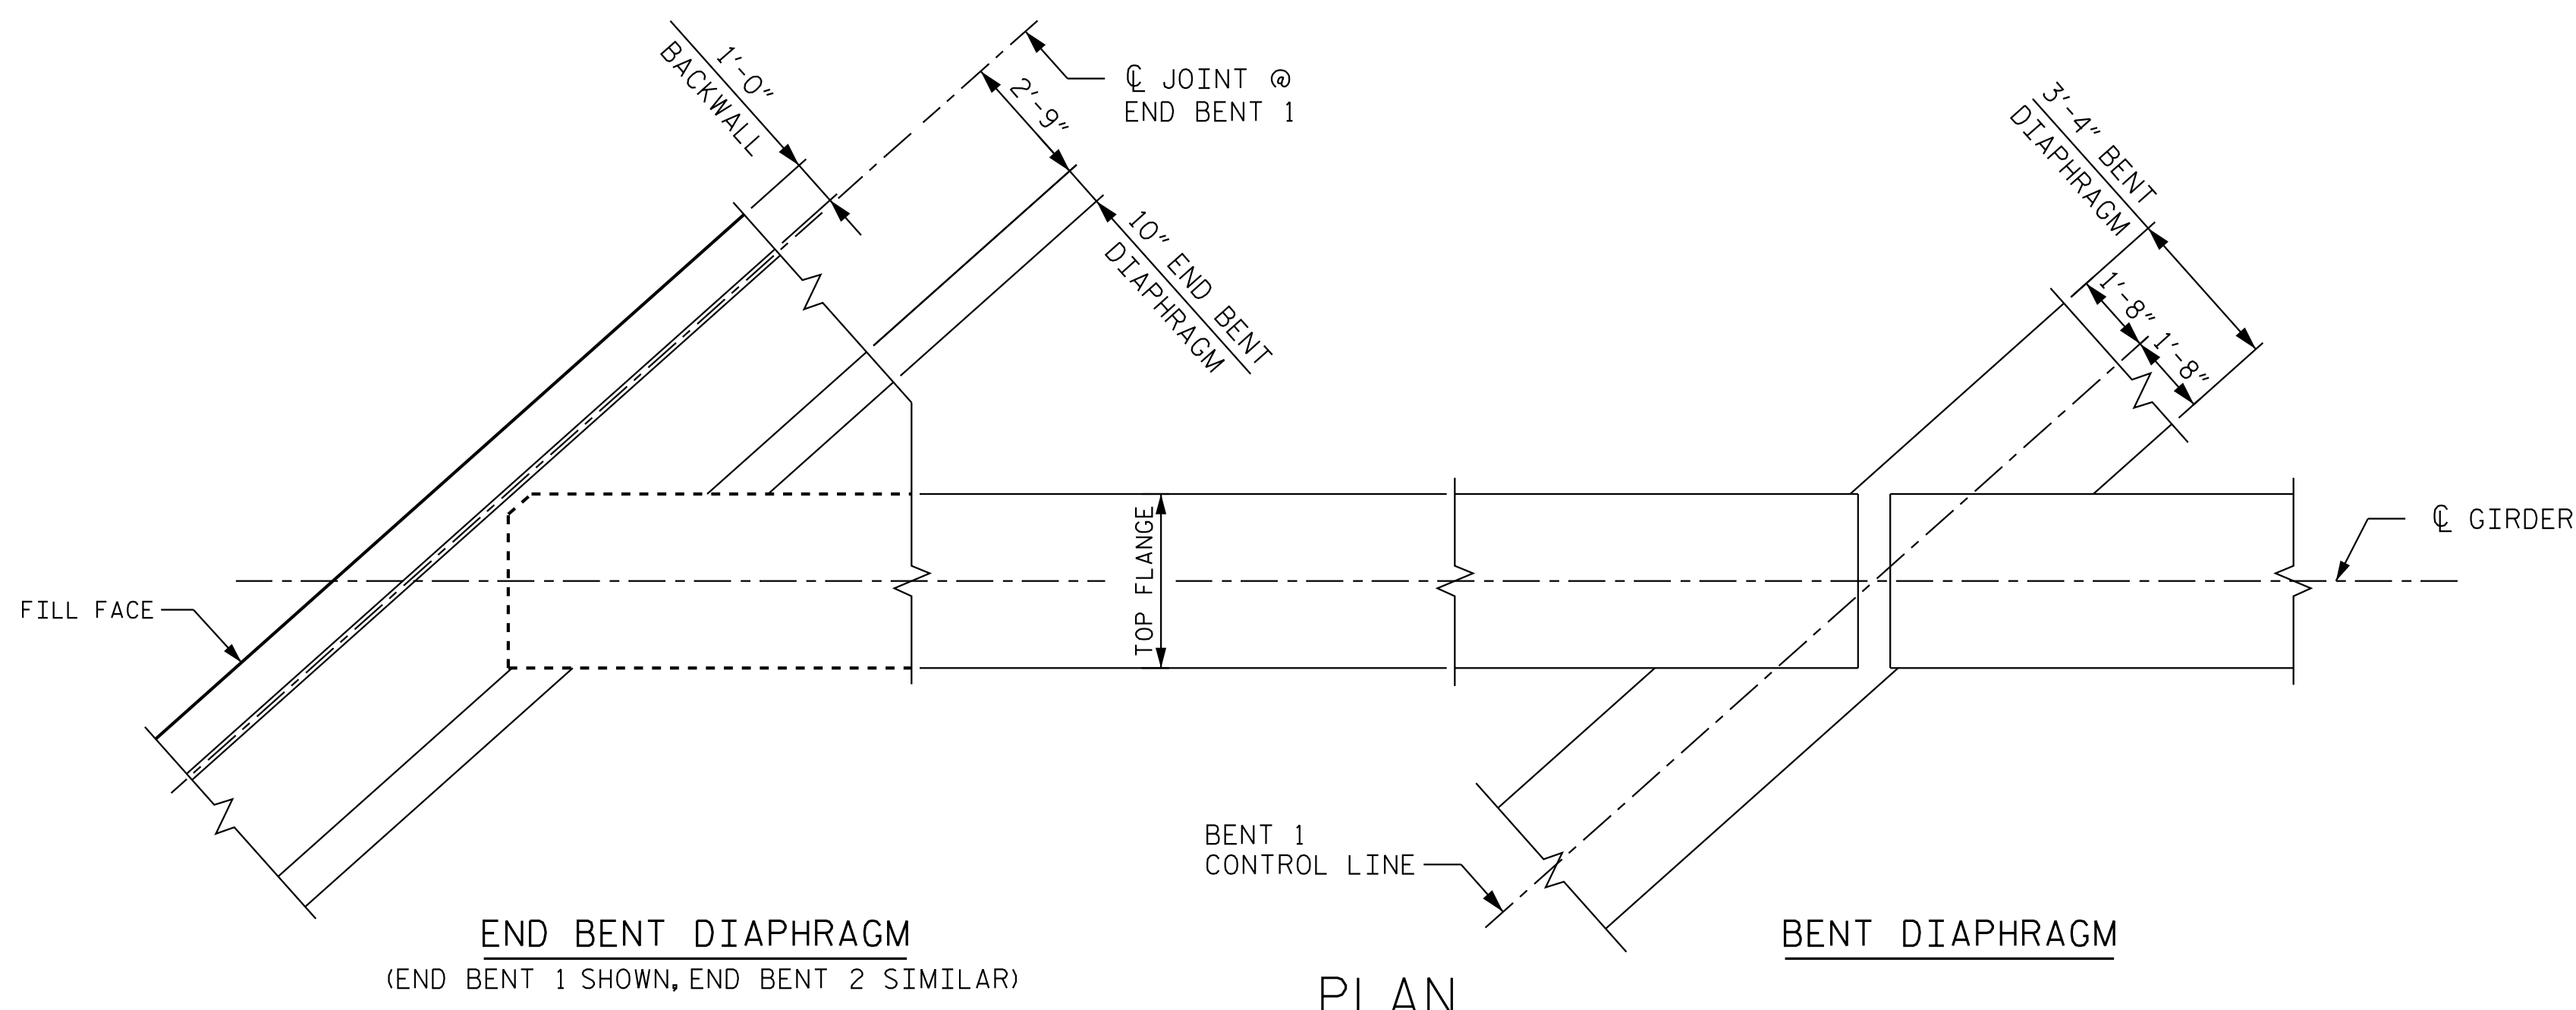 1'-0"
BACKWALL
℄ JOINT @
END BENT 1
2'-9"
10" END BENT
DIAPHRAGM
3'-4" BENT
DIAPHRAGM
1'-8"
1'-8"
TOP FLANGE
℄ GIRDER
FILL FACE
BENT 1
CONTROL LINE
END BENT DIAPHRAGM
(END BENT 1 SHOWN, END BENT 2 SIMILAR)
BENT DIAPHRAGM
PLAN